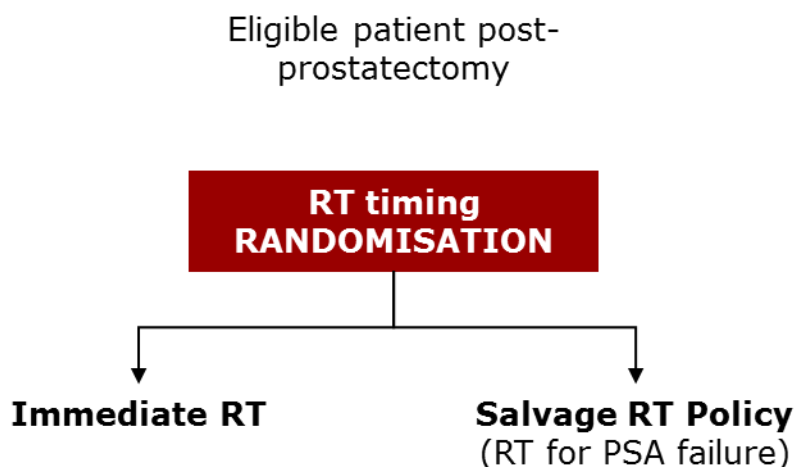 Eligible patient post-
prostatectomy
RT timing
RANDOMISATION
Immediate RT
Salvage RT Policy
(RT for PSA failure)